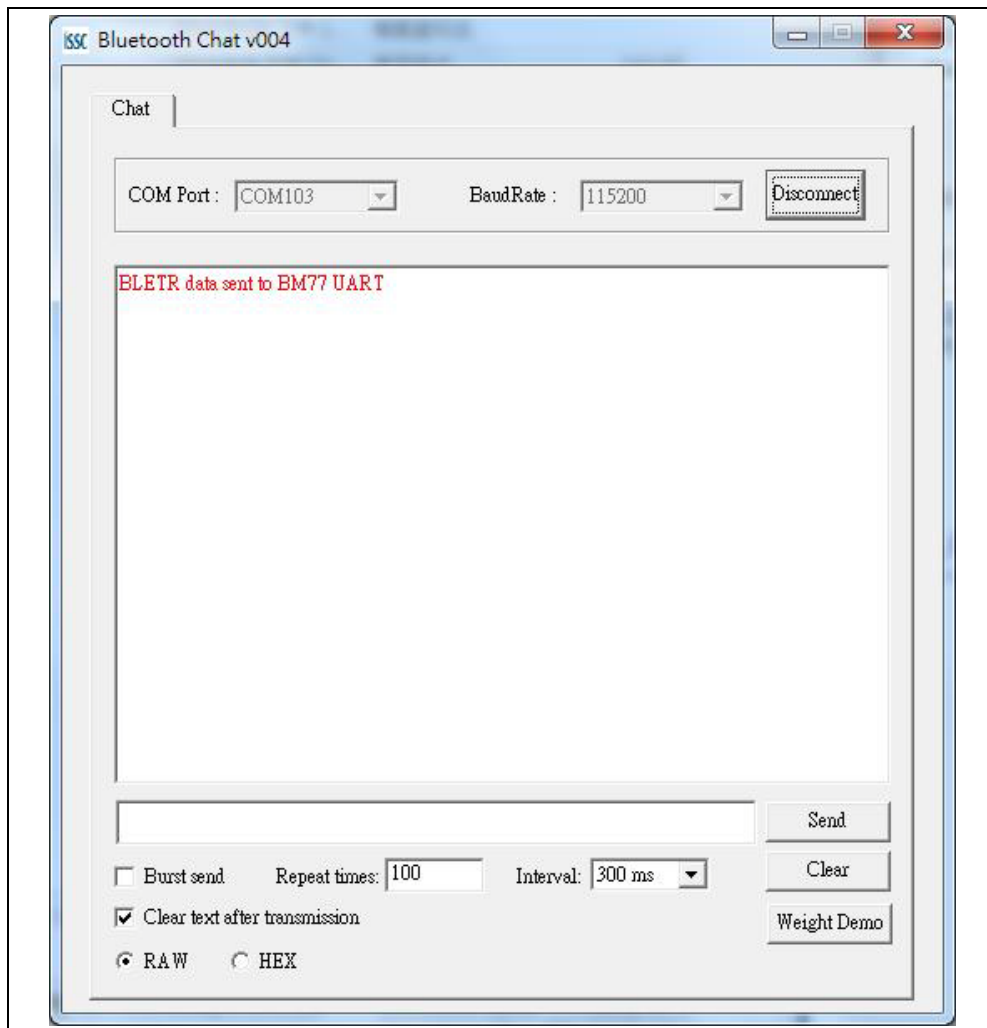 ISSC Bluetooth Chat v004
Chat
COM Port : COM103 BaudRate : 115200 Disconnect
BLETR data sent to BM77 UART
Send
Burst send Repeat times: 100 Interval: 300 ms Clear
Clear text after transmission Weight Demo
RAW HEX